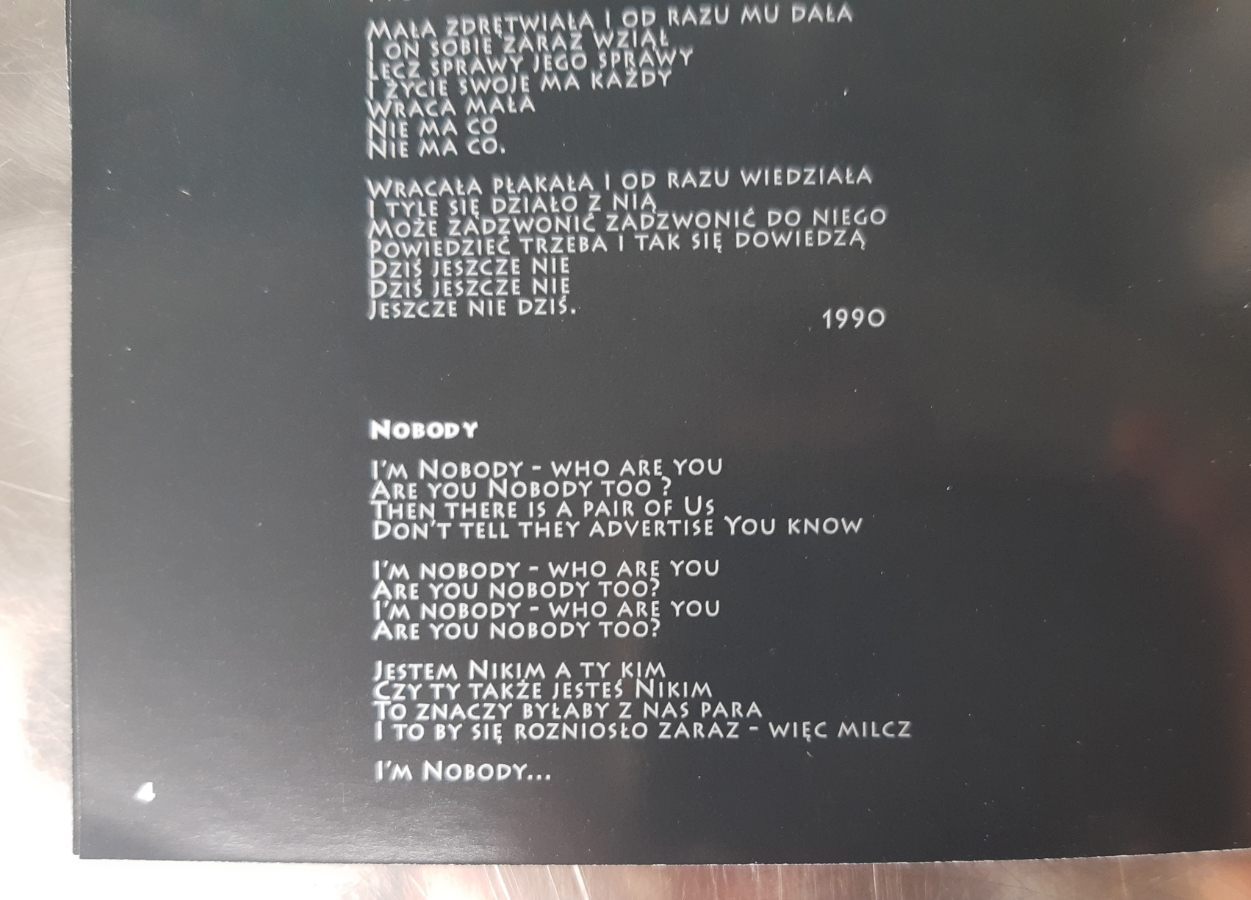 MAŁA ZDRĘTWIAŁA I OD RAZU MU DAŁA
I ON SOBIE ZARAZ WZIĄŁ
LECZ SPRAWY JEGO SPRAWY
I ŻYCIE SWOJE MA KAŻDY
WRACA MAŁA
NIE MA CO
NIE MA CO.
WRACAŁA PŁAKAŁA I OD RAZU WIEDZIAŁA
I TYLE SIĘ DZIAŁO Z NIĄ
MOŻE ZADZWONIĆ ZADZWONIĆ DO NIEGO
POWIEDZIEĆ TRZEBA I TAK SIĘ DOWIEDZĄ
DZIŚ JESZCZE NIE
DZIŚ JESZCZE NIE
JESZCZE NIE DZIŚ.
1990
NOBODY
I'M NOBODY - WHO ARE YOU
ARE YOU NOBODY TOO ?
THEN THERE IS A PAIR OF US
DON'T TELL THEY ADVERTISE YOU KNOW
I'M NOBODY - WHO ARE YOU
ARE YOU NOBODY TOO?
I'M NOBODY - WHO ARE YOU
ARE YOU NOBODY TOO?
JESTEM NIKIM A TY KIM
CZY TY TAKŻE JESTEŚ NIKIM
TO ZNACZY BYŁABY Z NAS PARA
I TO BY SIĘ ROZNIOSŁO ZARAZ - WIĘC MILCZ
I'M NOBODY...
4